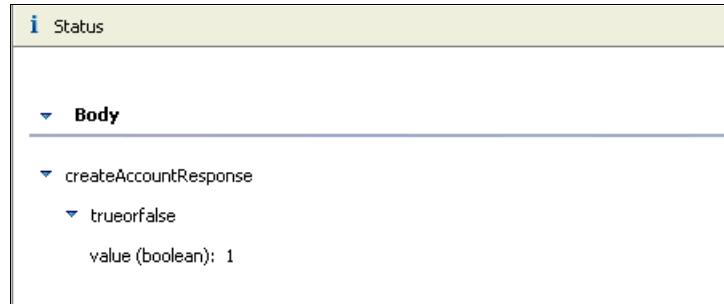 i Status
Body
createAccountResponse
trueorfalse
value (boolean): 1